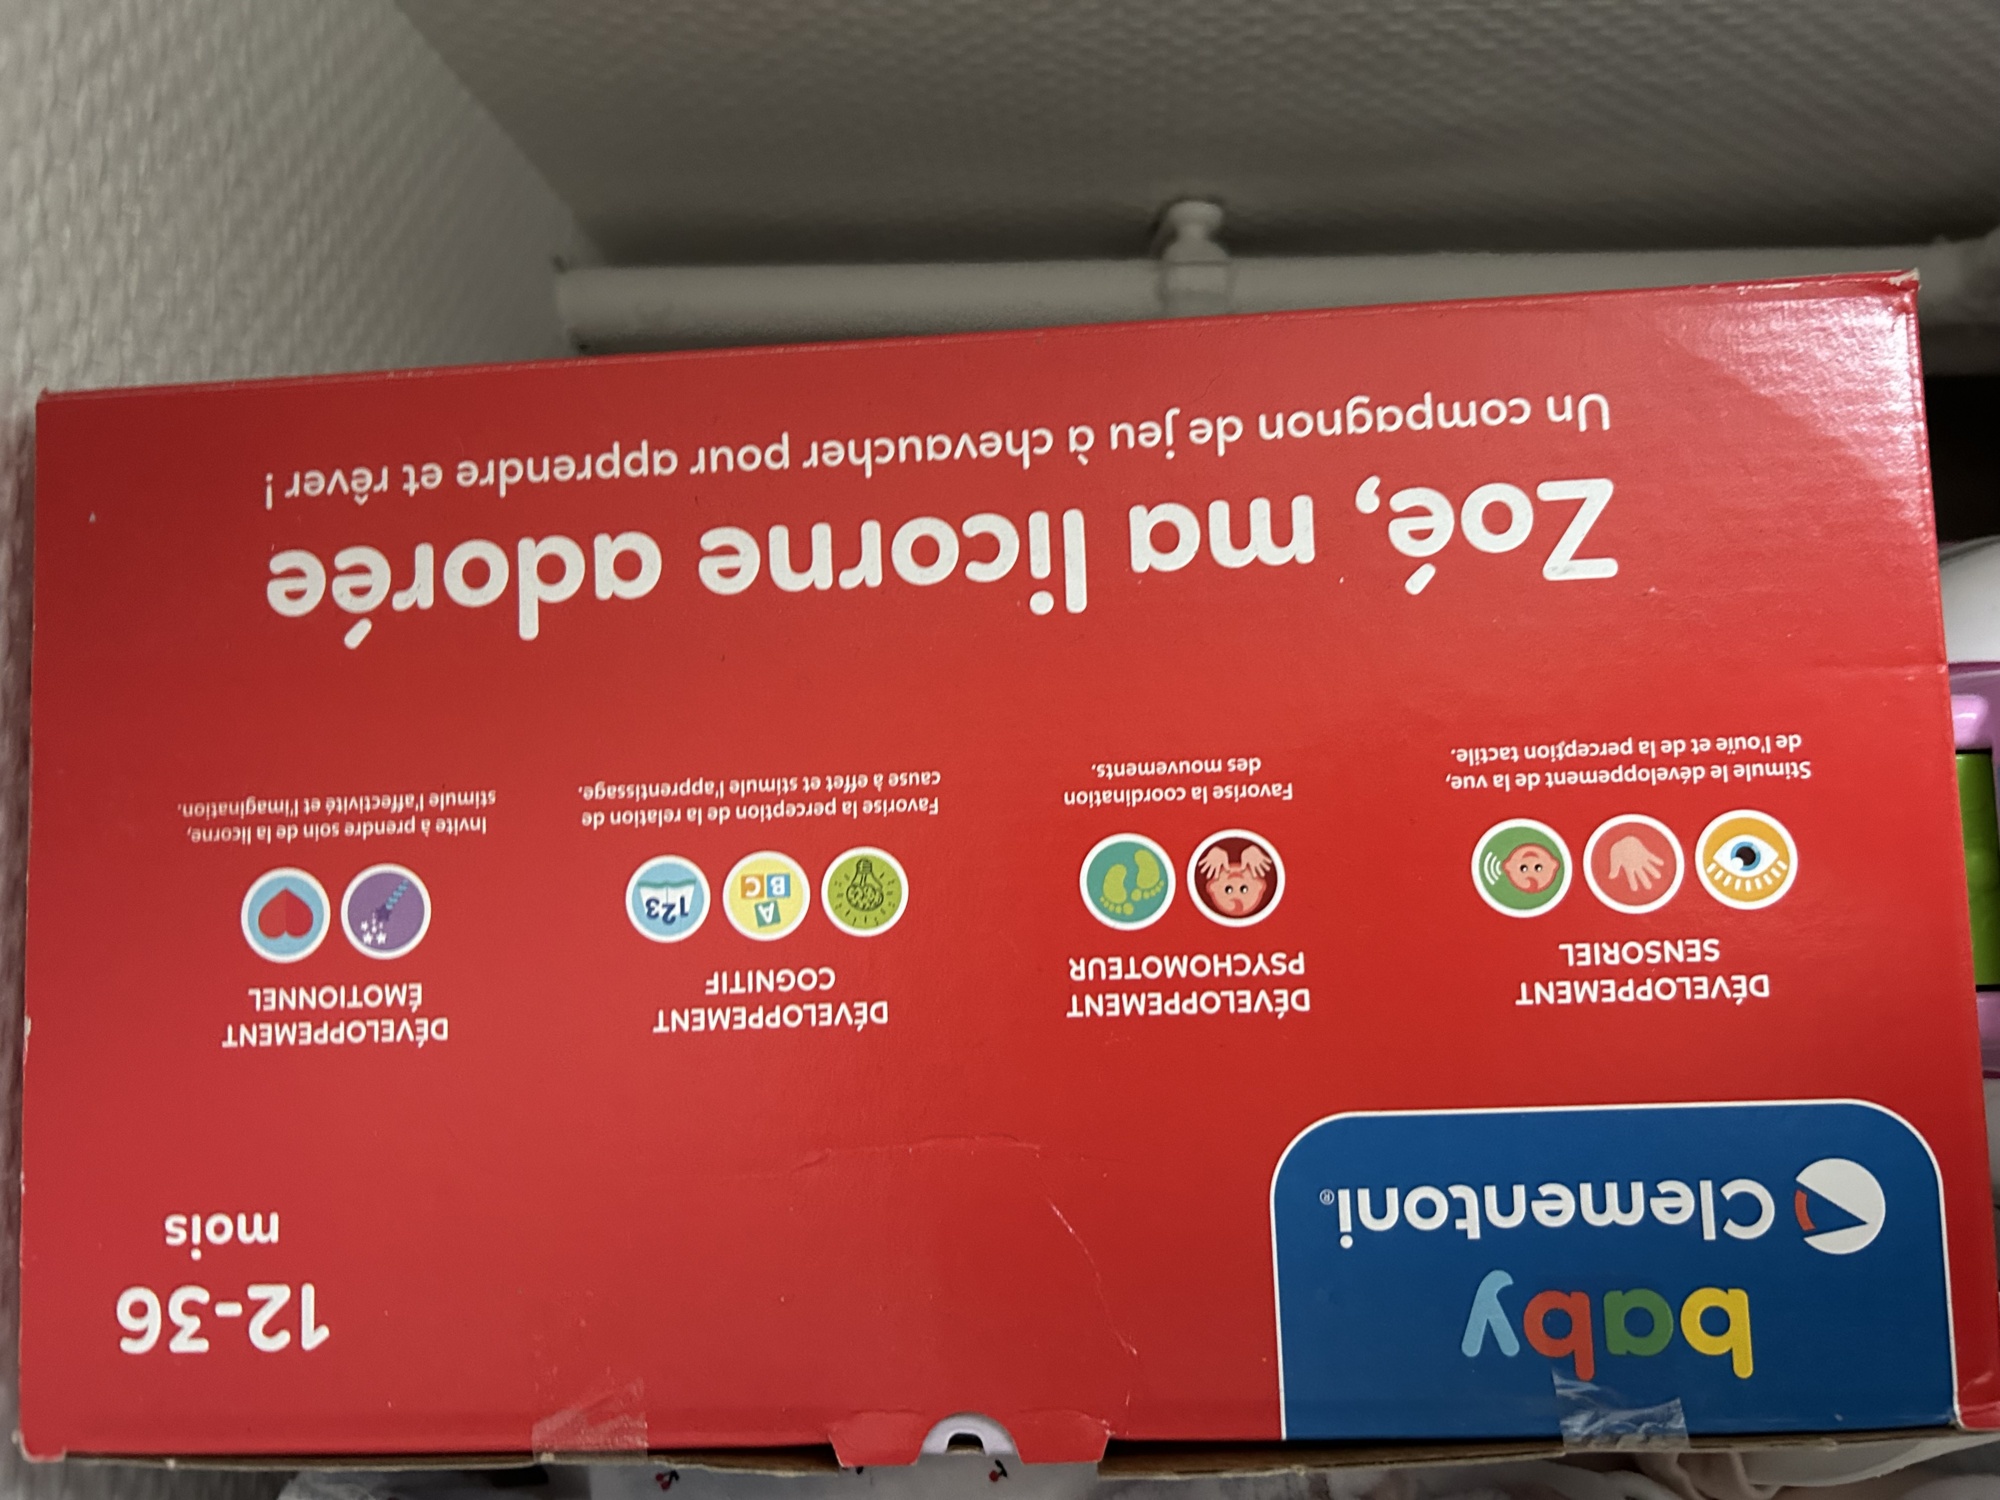 baby
Clementoni®
12-36
mois
DÉVELOPPEMENT
SENSORIEL
Stimule le développement de la vue,
de l'ouïe et de la perception tactile.
DÉVELOPPEMENT
PSYCHOMOTEUR
Favorise la coordination
des mouvements.
DÉVELOPPEMENT
COGNITIF
A
B C
123
Favorise la perception de la relation de
cause à effet et stimule l'apprentissage.
DÉVELOPPEMENT
ÉMOTIONNEL
Invite à prendre soin de la licorne,
stimule l'affectivité et l'imagination.
Zoé, ma licorne adorée
Un compagnon de jeu à chevaucher pour apprendre et rêver !